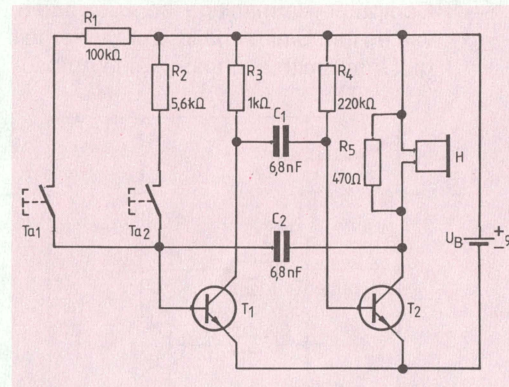 R1
100kΩ
R2
5,6kΩ
R3
1kΩ
R4
220kΩ
C1
6,8nF
R5
470Ω
H
Ta1
Ta2
C2
6,8nF
UB
+
−
9
T1
T2